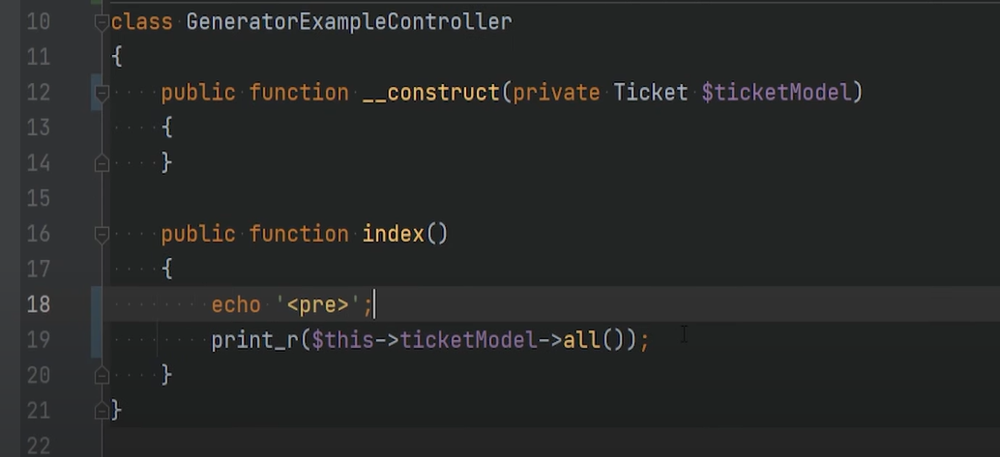 10 class GeneratorExampleController
11 {
12 public function __construct(private Ticket $ticketModel)
13 {
14 }
15
16 public function index()
17 {
18 echo '<pre>';
19 print_r($this->ticketModel->all());
20 }
21 }
22